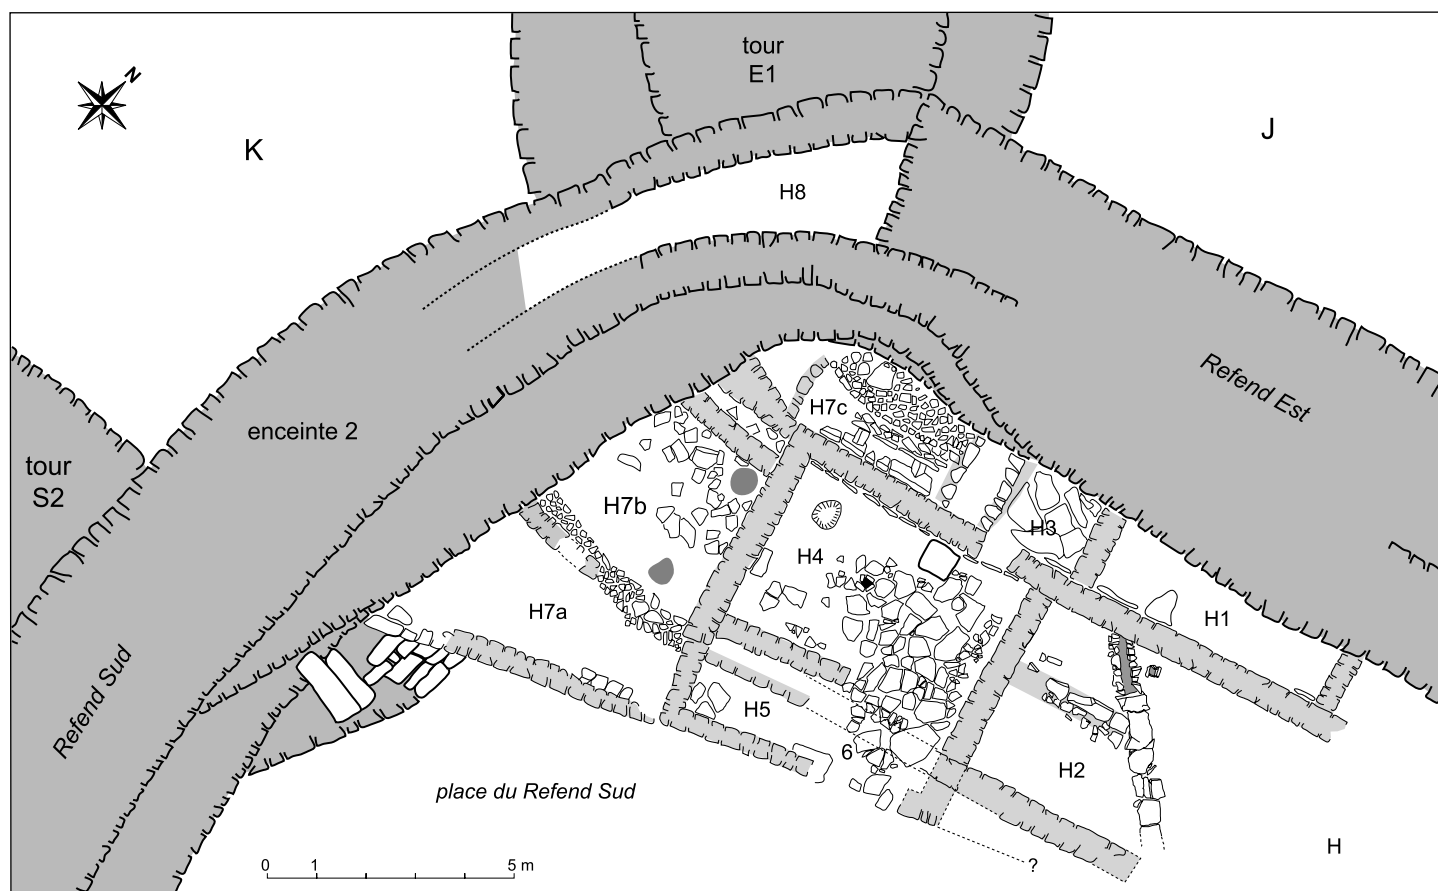 tour
E1
N
K
J
H8
Refend Est
enceinte 2
H7c
tour
S2
H7b
H3
H4
H7a
H1
Refend Sud
H5
6
H2
place du Refend Sud
H
?
0 1 5 m